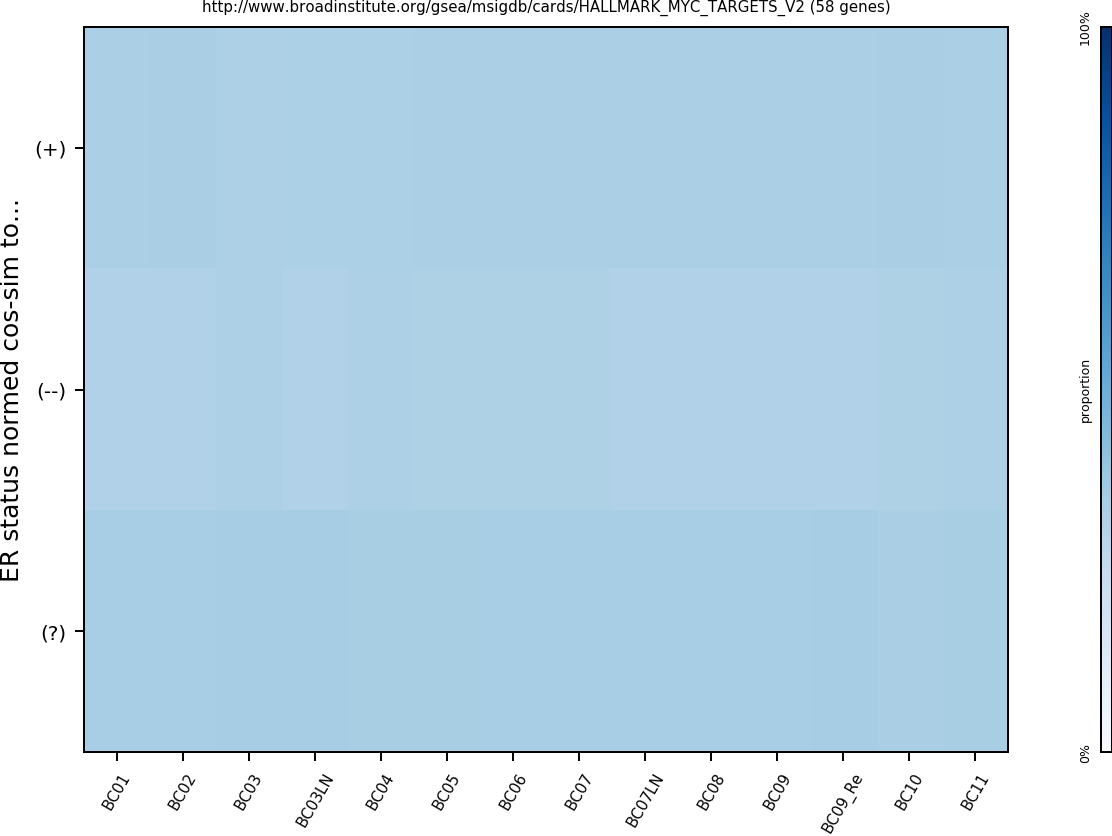 http://www.broadinstitute.org/gsea/msigdb/cards/HALLMARK_MYC_TARGETS_V2 (58 genes)
ER status normed cos-sim to...
(+)
(--)
(?)
BC01
BC02
BC03
BC03LN
BC04
BC05
BC06
BC07
BC07LN
BC08
BC09
BC09_Re
BC10
BC11
100%
proportion
0%